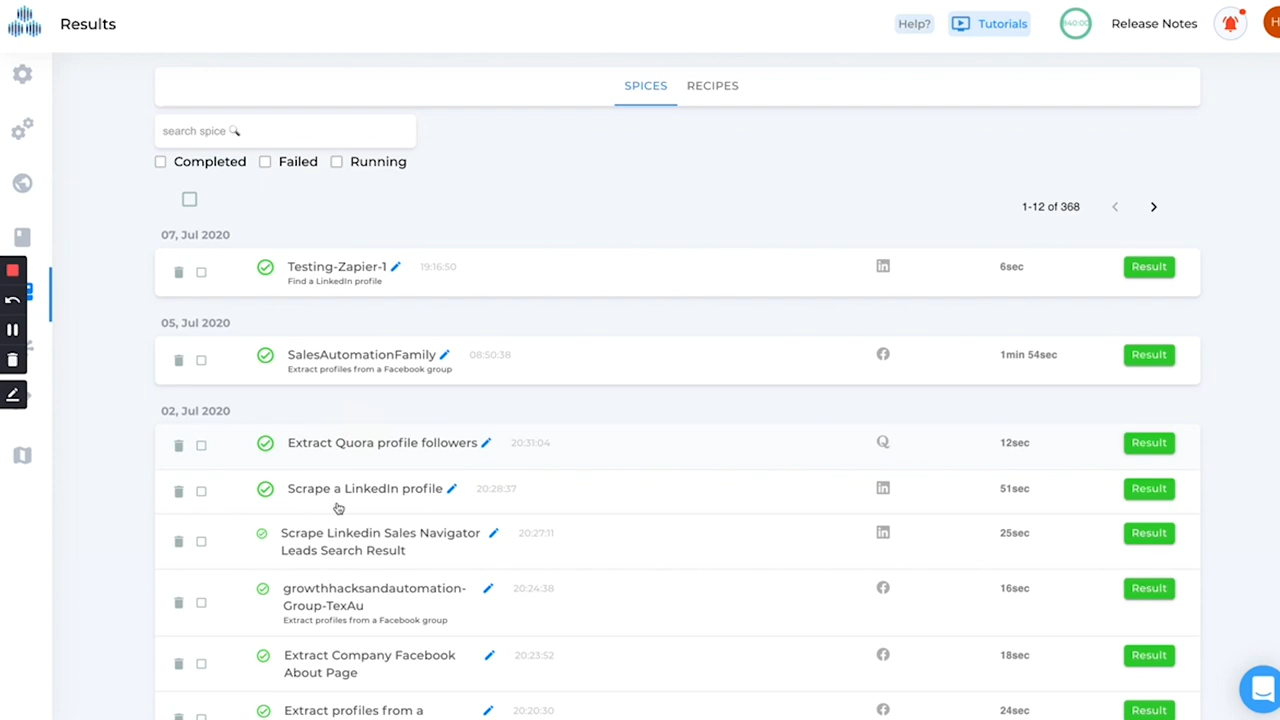 Results
Help?
Tutorials
Release Notes
H
SPICES
RECIPES
search spice
Completed
Failed
Running
1-12 of 368
07, Jul 2020
Testing-Zapier-1
19:16:50
6sec
Result
Find a LinkedIn profile
05, Jul 2020
SalesAutomationFamily
08:50:38
1min 54sec
Result
Extract profiles from a Facebook group
02, Jul 2020
Extract Quora profile followers
20:31:04
12sec
Result
Scrape a LinkedIn profile
20:28:37
51sec
Result
Scrape Linkedin Sales Navigator
Leads Search Result
20:27:11
25sec
Result
growthhacksandautomation-
Group-TexAu
20:24:38
16sec
Result
Extract profiles from a Facebook group
Extract Company Facebook
About Page
20:23:52
18sec
Result
Extract profiles from a
20:20:30
24sec
Result